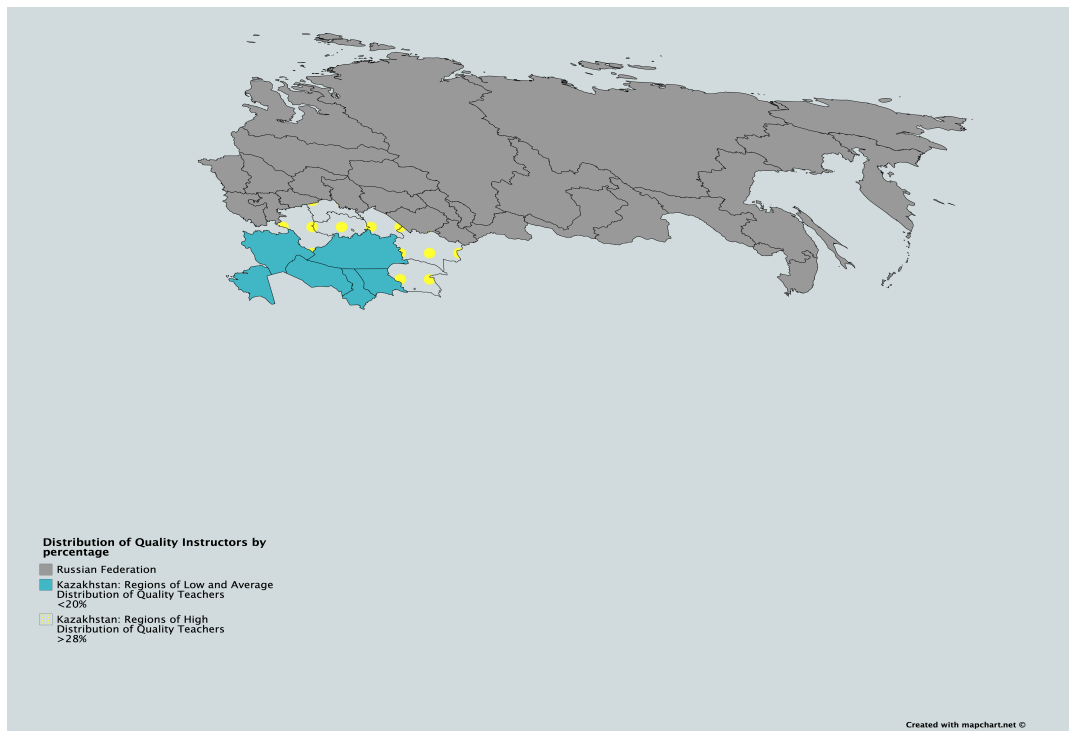 Distribution of Quality Instructors by
percentage
Russian Federation
Kazakhstan: Regions of Low and Average
Distribution of Quality Teachers
<20%
Kazakhstan: Regions of High
Distribution of Quality Teachers
>28%
Created with mapchart.net ©